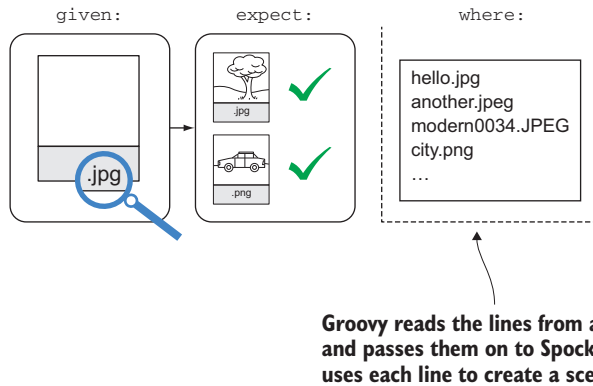 given:
expect:
where:
.jpg
.jpg
.png
hello.jpg
another.jpeg
modern0034.JPEG
city.png
…
Groovy reads the lines from a
and passes them on to Spock
uses each line to create a sce